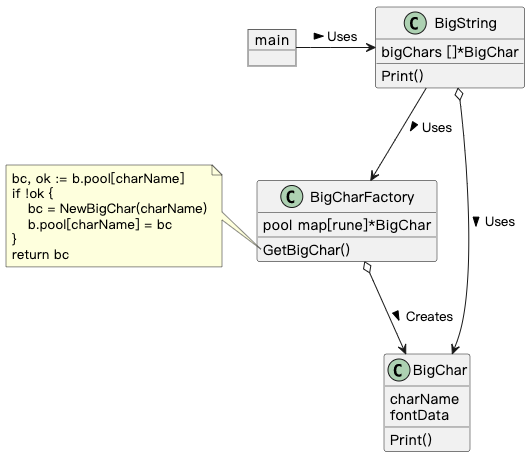 main
Uses
C BigString
bigChars []*BigChar
Print()
Uses
bc, ok := b.pool[charName]
if !ok {
    bc = NewBigChar(charName)
    b.pool[charName] = bc
}
return bc
C BigCharFactory
pool map[rune]*BigChar
GetBigChar()
Uses
Creates
C BigChar
charName
fontData
Print()